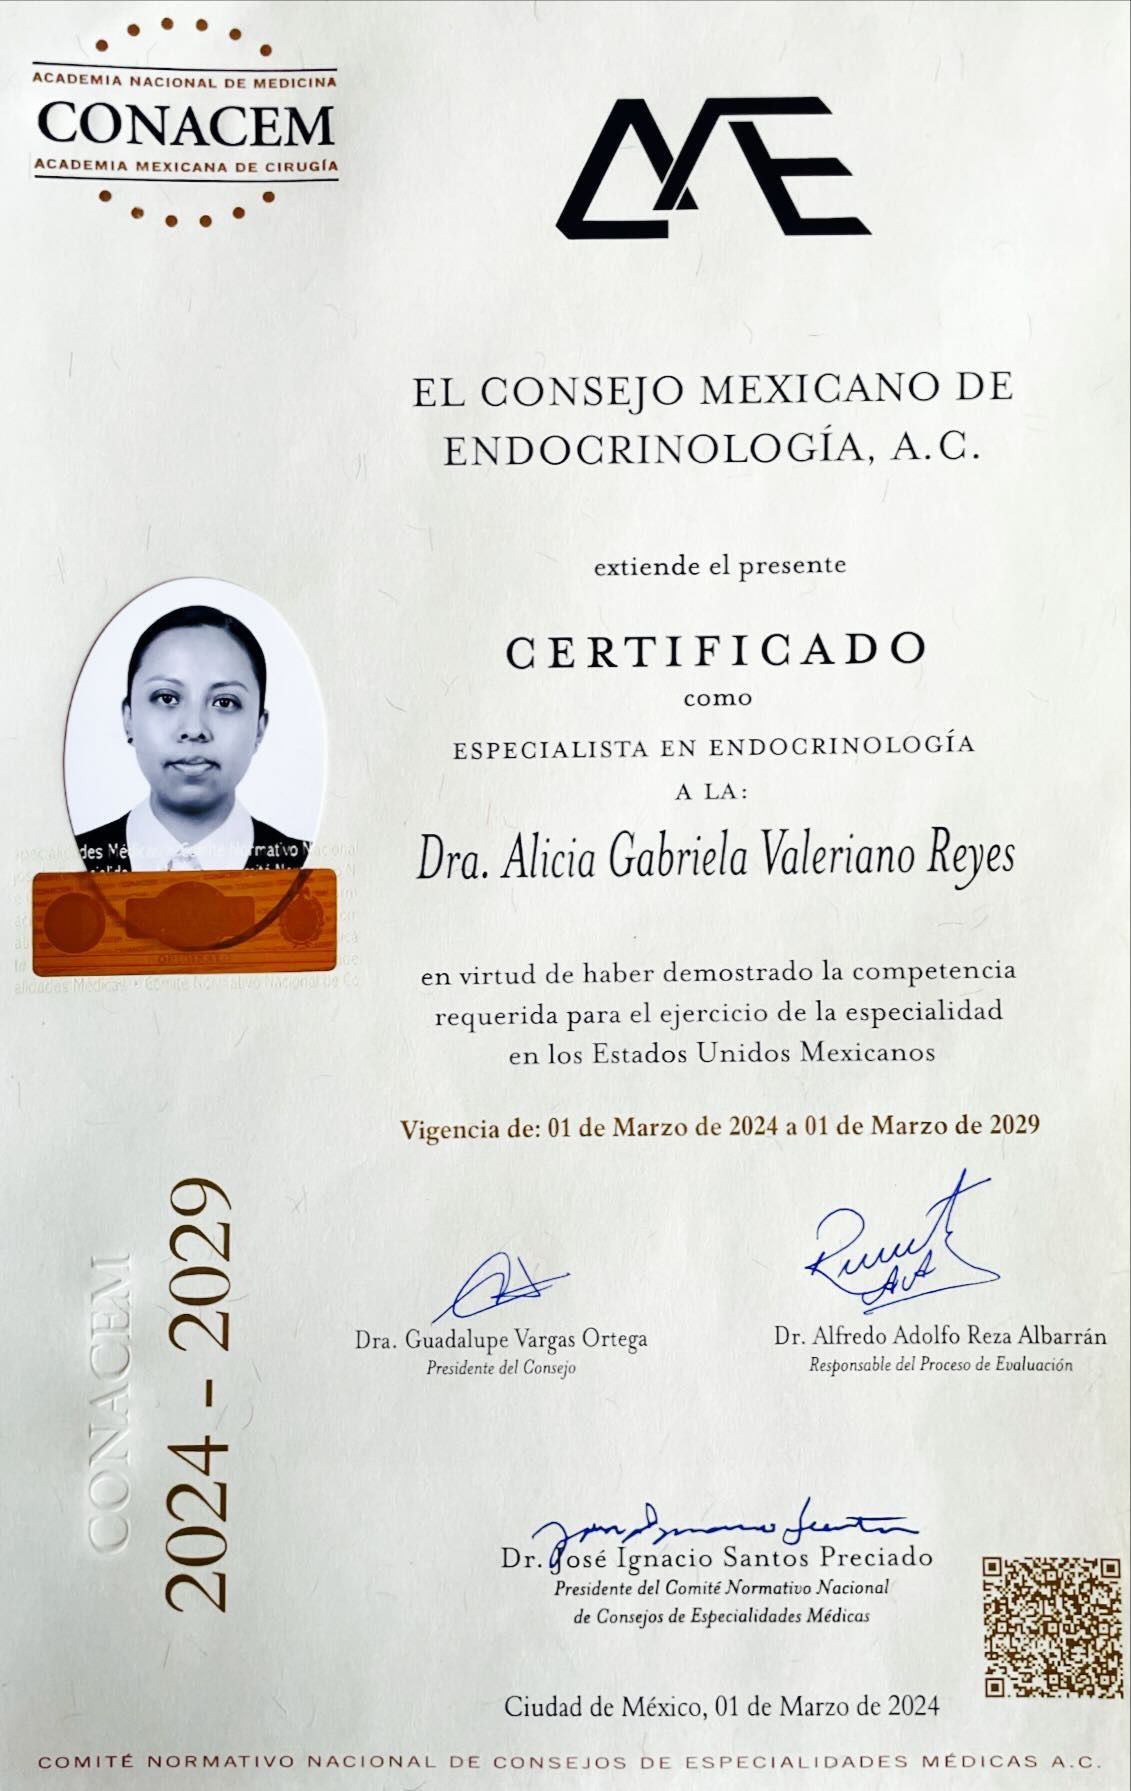 ACADEMIA NACIONAL DE MEDICINA
CONACEM
ACADEMIA MEXICANA DE CIRUGÍA
EL CONSEJO MEXICANO DE
ENDOCRINOLOGÍA, A.C.
extiende el presente
CERTIFICADO
como
ESPECIALISTA EN ENDOCRINOLOGÍA
A LA:
Dra. Alicia Gabriela Valeriano Reyes
en virtud de haber demostrado la competencia
requerida para el ejercicio de la especialidad
en los Estados Unidos Mexicanos
Vigencia de: 01 de Marzo de 2024 a 01 de Marzo de 2029
CONACEM
2024 - 2029
Dra. Guadalupe Vargas Ortega
Presidente del Consejo
Dr. Alfredo Adolfo Reza Albarrán
Responsable del Proceso de Evaluación
Dr. José Ignacio Santos Preciado
Presidente del Comité Normativo Nacional
de Consejos de Especialidades Médicas
Ciudad de México, 01 de Marzo de 2024
COMITÉ NORMATIVO NACIONAL DE CONSEJOS DE ESPECIALIDADES MÉDICAS A.C.